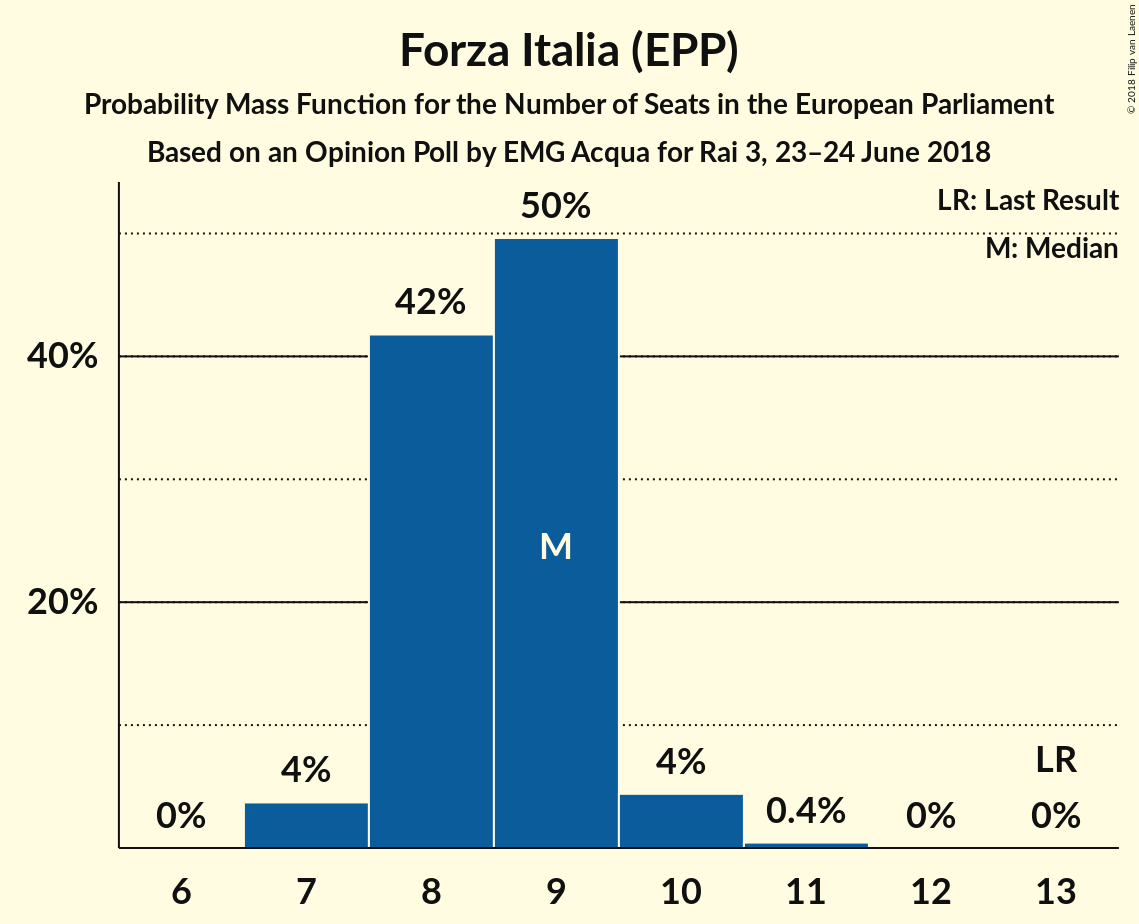 Forza Italia (EPP)
Probability Mass Function for the Number of Seats in the European Parliament
Based on an Opinion Poll by EMG Acqua for Rai 3, 23–24 June 2018
© 2018 Filip van Laenen
LR: Last Result
M: Median
50%
42%
40%
M
20%
4%
4%
LR
0%
0.4%
0%
0%
6 7 8 9 10 11 12 13